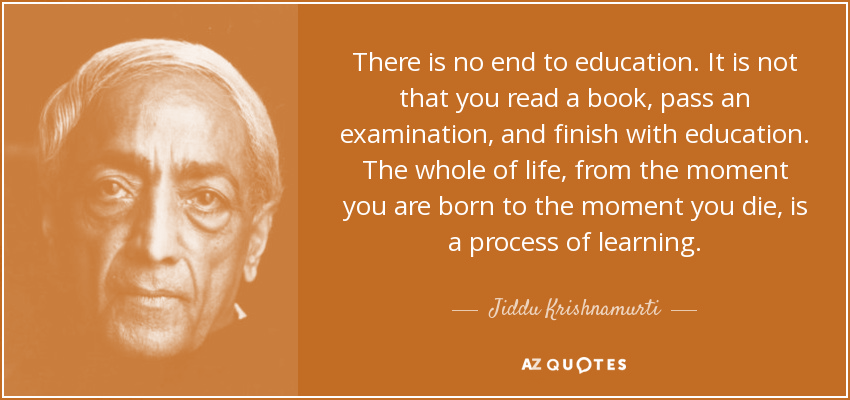 There is no end to education. It is not
that you read a book, pass an
examination, and finish with education.
The whole of life, from the moment
you are born to the moment you die, is
a process of learning.
Jiddu Krishnamurti
AZ QUOTES